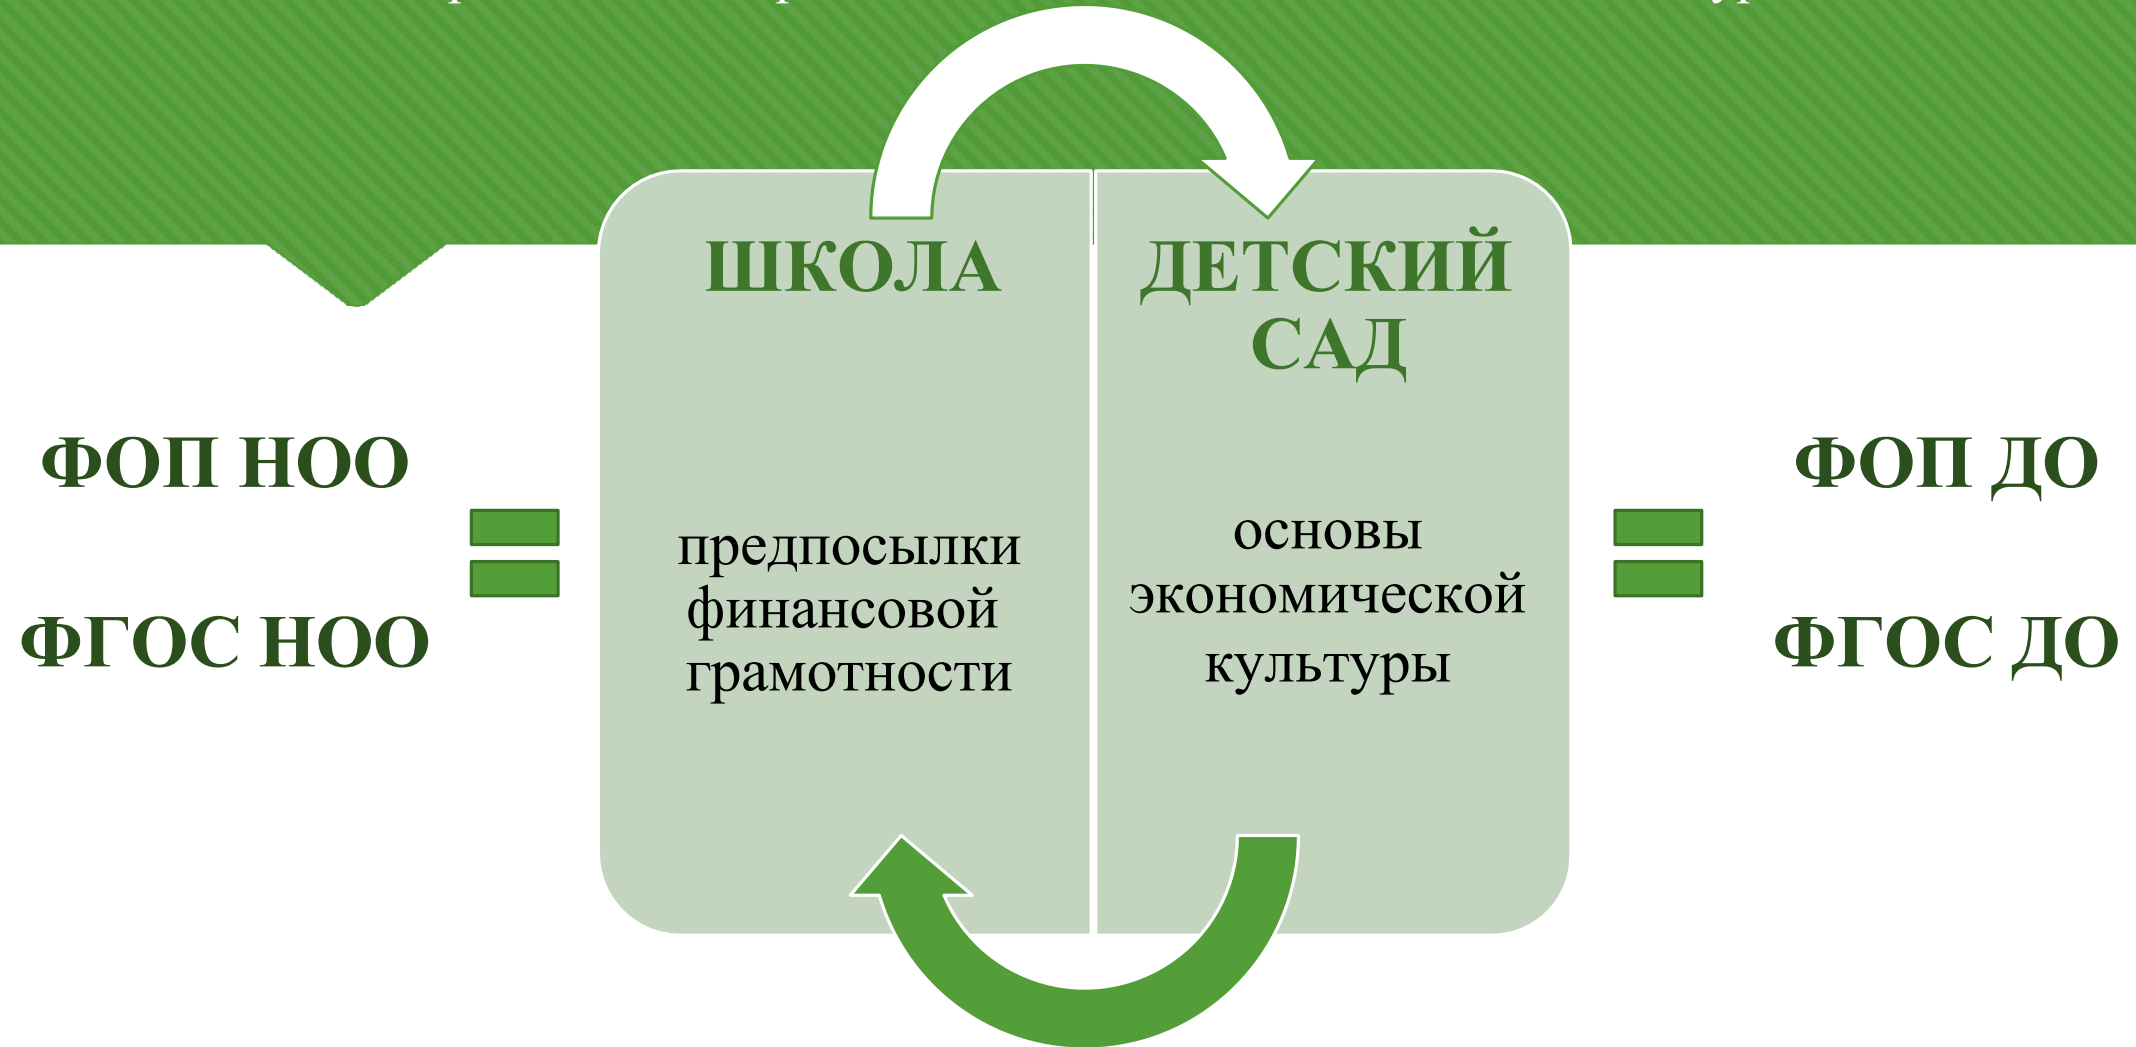 ШКОЛА
ДЕТСКИЙ
САД
ФОП НОО
ФГОС НОО
предпосылки
финансовой
грамотности
основы
экономической
культуры
ФОП ДО
ФГОС ДО